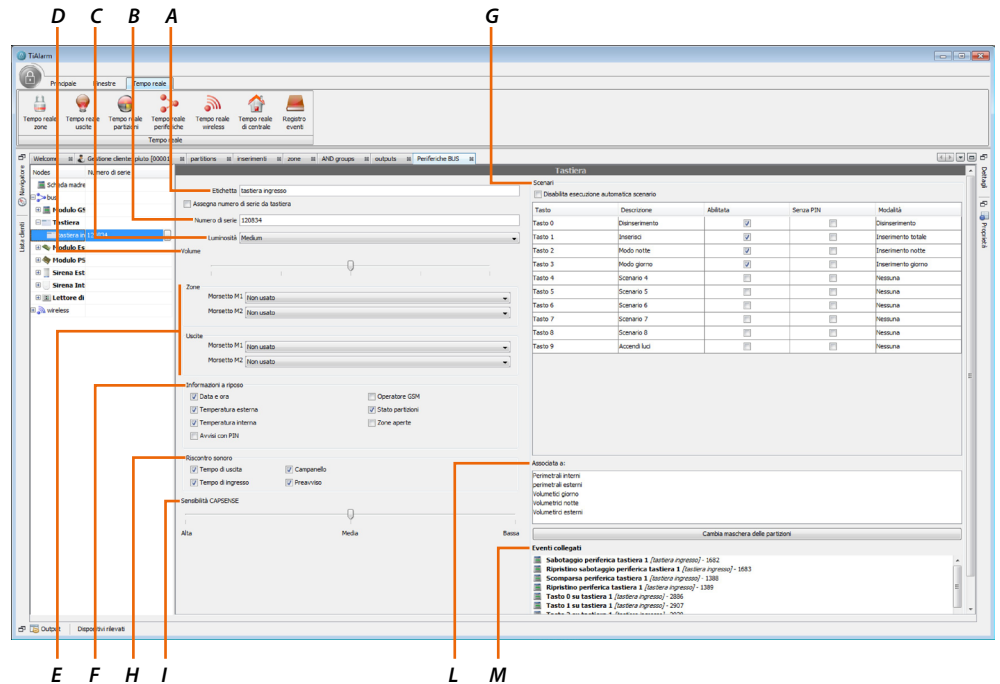 D C B A G
TiAlarm
Principale Finestre Tempo reale
Tempo reale zone
Tempo reale uscite
Tempo reale partizioni
Tempo reale periferiche
Tempo reale wireless
Tempo reale di centrale
Registro eventi
Tempo reale
Welcome Gestione cliente: piuto [00001 partitions inserimenti zone AND groups outputs Periferiche BUS
Navigatore
Lista clienti
Nodes Numero di serie
Scheda madre
bus
Modulo GS
Tastiera
tastiera in 120834
Modulo Es
Modulo PS
Sirena Est
Sirena Int
Lettore di
wireless
Tastiera
Etichetta tastiera ingresso
Assegna numero di serie da tastiera
Numero di serie 120834
Luminosità Medium
Volume
Zone
Morsetto M1 Non usato
Morsetto M2 Non usato
Uscite
Morsetto M1 Non usato
Morsetto M2 Non usato
Informazioni a riposo
Data e ora Operatore GSM
Temperatura esterna Stato partizioni
Temperatura interna Zone aperte
Avvisi con PIN
Riscontro sonoro
Tempo di uscita Campanello
Tempo di ingresso Preavviso
Sensibilità CAPSENSE
Alta Media Bassa
Scenari
Disabilita esecuzione automatica scenario
Tasto Descrizione Abilitata Senza PIN Modalità
Tasto 0 Disinserimento Disinserimento
Tasto 1 Inserisci Inserimento totale
Tasto 2 Modo notte Inserimento notte
Tasto 3 Modo giorno Inserimento giorno
Tasto 4 Scenario 4 Nessuna
Tasto 5 Scenario 5 Nessuna
Tasto 6 Scenario 6 Nessuna
Tasto 7 Scenario 7 Nessuna
Tasto 8 Scenario 8 Nessuna
Tasto 9 Accendi luci Nessuna
Associata a:
Perimetrali interni
perimetrali esterni
Volumetici giorno
Volumetrici notte
Volumetirci esterni
Cambia maschera delle partizioni
Eventi collegati
Sabotaggio periferica tastiera 1 [tastiera ingresso] - 1682
Ripristino sabotaggio periferica tastiera 1 [tastiera ingresso] - 1683
Scomparsa periferica tastiera 1 [tastiera ingresso] - 1388
Ripristino periferica tastiera 1 [tastiera ingresso] - 1389
Tasto 0 su tastiera 1 [tastiera ingresso] - 2886
Tasto 1 su tastiera 1 [tastiera ingresso] - 2907
Dettagli
Proprietà
Output Dispositivi rilevati
E F H I L M